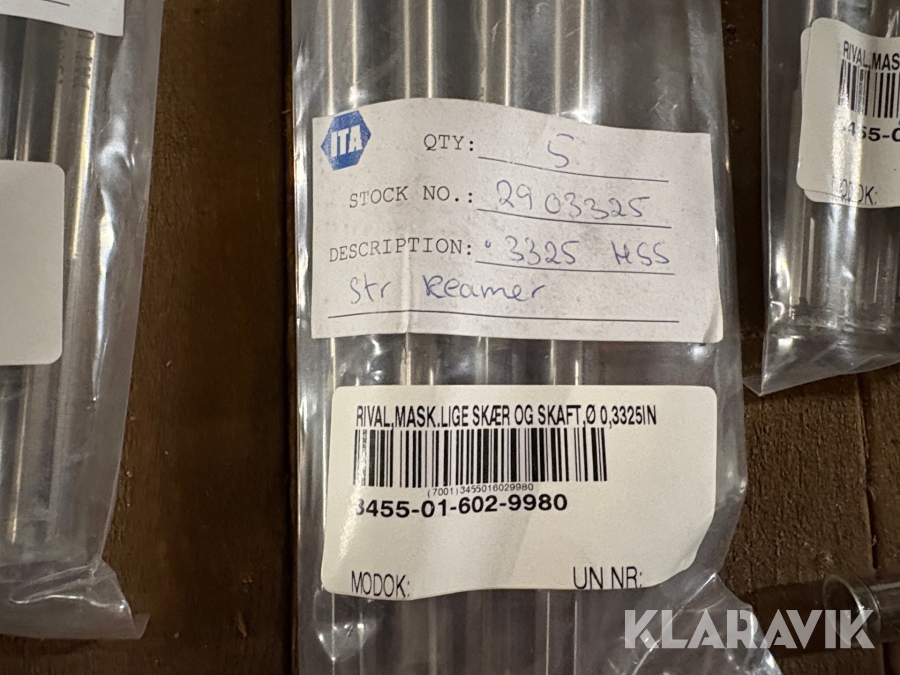 ITA
QTY: 5
STOCK NO.: 2903325
DESCRIPTION: .3325 HSS
Str Reamer
RIVAL,MASK.LIGE SKÆR OG SKAFT,Ø 0,3325IN
(7001)3455016029980
3455-01-602-9980
MODOK: UN NR:
RIVAL,MAS
KLARAVIK